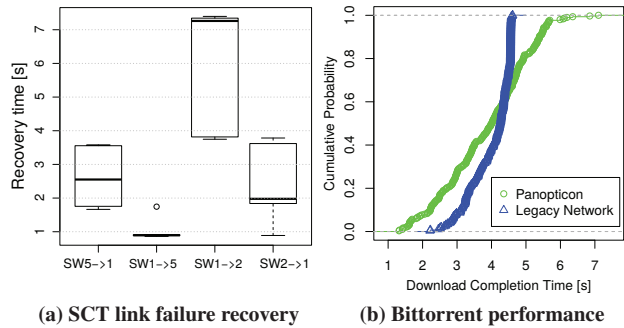 Recovery time [s]
7
6
5
4
3
2
1
SW5->1
SW1->5
SW1->2
SW2->1
(a) SCT link failure recovery
Cumulative Probability
1.0
0.8
0.6
0.4
0.2
0.0
Panopticon
Legacy Network
1 2 3 4 5 6 7
Download Completion Time [s]
(b) Bittorrent performance